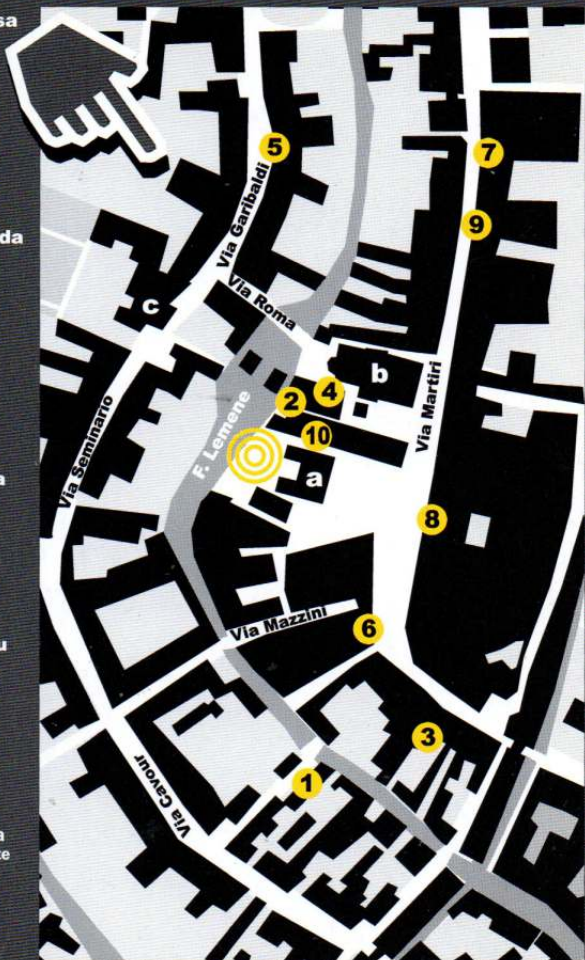 sa
5
7
Via Garibaldi
9
da
c
Via Roma
b
Via Martiri
4
2
Via Seminario
F. Lemene
10
a
a
8
u
Via Mazzini
6
3
1
Via Cavour
a
te